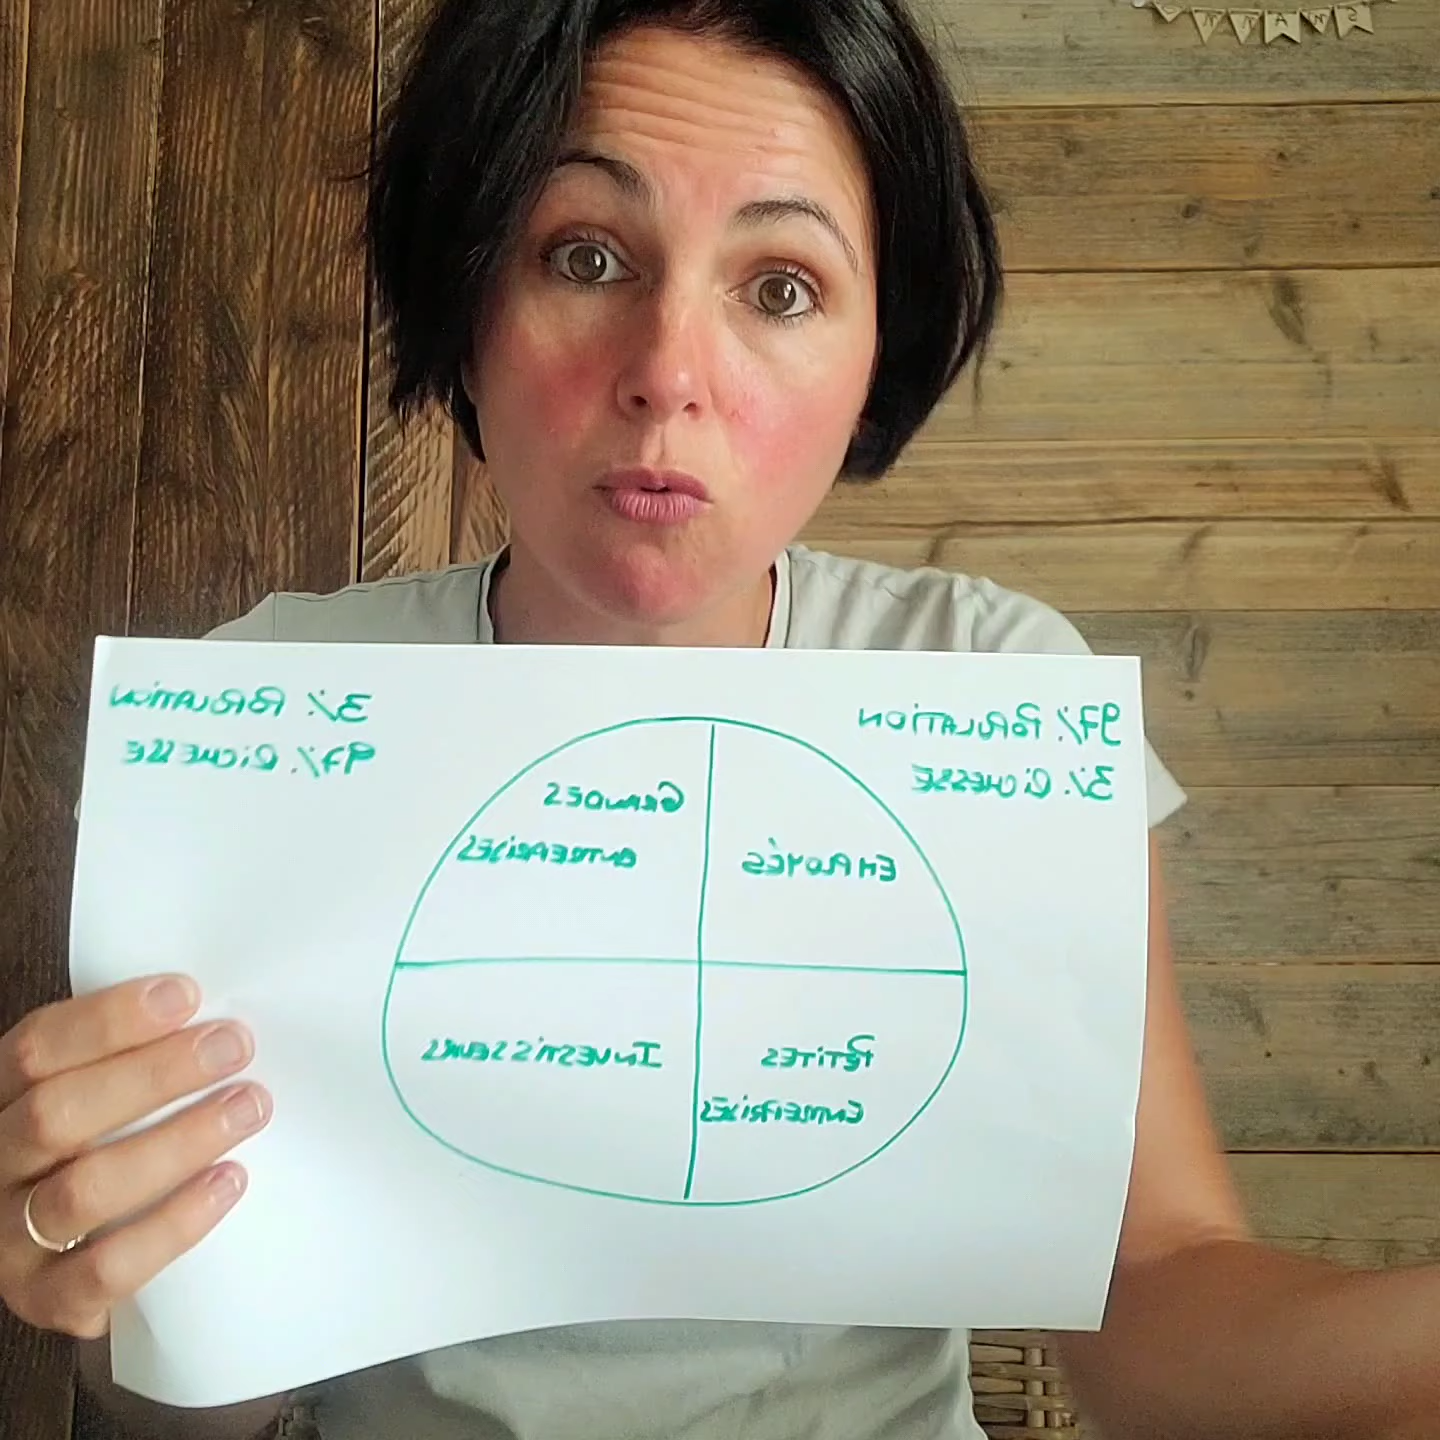 97% POPULATION
3% RICHESSE
3% POPULATION
97% RICHESSE
EMPLOYÉS
GRANDES
ENTREPRISES
PETITES
ENTREPRISES
INVESTISSEURS